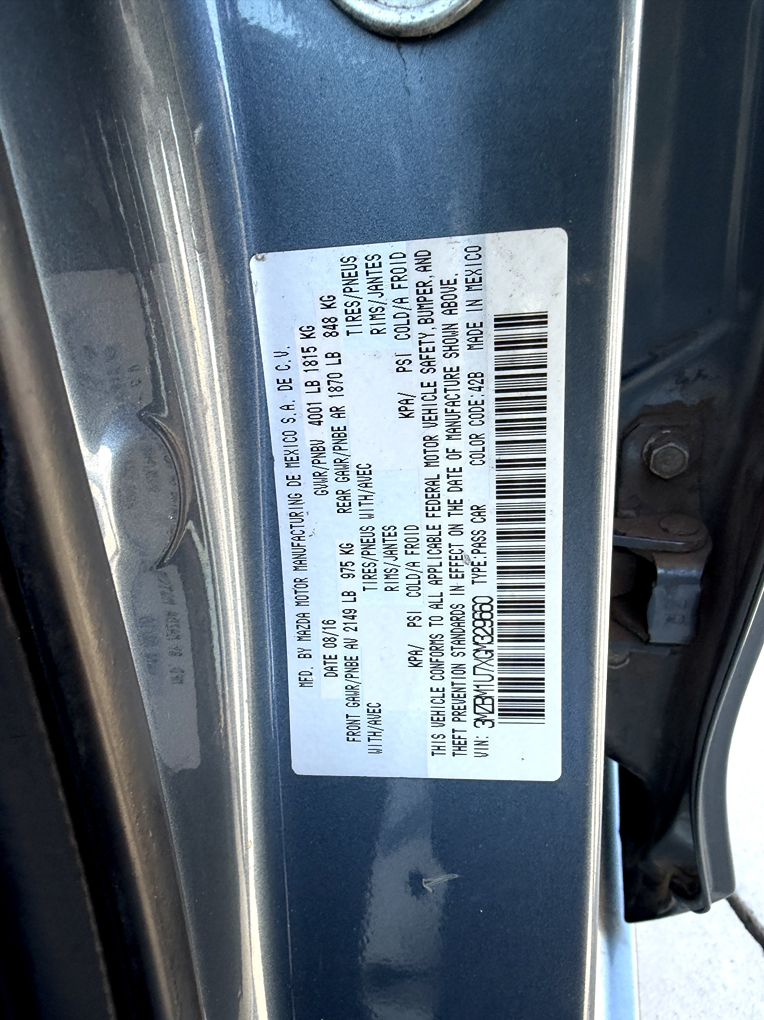 MFD. BY MAZDA MOTOR MANUFACTURING DE MEXICO S.A. DE C.V.
DATE 08/16 GVWR/PNBV 4001 LB 1815 KG
FRONT GAWR/PNBE AV 2149 LB 975 KG REAR GAWR/PNBE AR 1870 LB 848 KG
TIRES/PNEUS WITH/AVEC TIRES/PNEUS
WITH/AVEC RIMS/JANTES RIMS/JANTES
KPA/ PSI COLD/A FROID KPA/ PSI COLD/A FROID
THIS VEHICLE CONFORMS TO ALL APPLICABLE FEDERAL MOTOR VEHICLE SAFETY, BUMPER, AND
THEFT PREVENTION STANDARDS IN EFFECT ON THE DATE OF MANUFACTURE SHOWN ABOVE.
VIN: 3MZBM1U7XGM329660 TYPE:PASS CAR COLOR CODE:42B MADE IN MEXICO